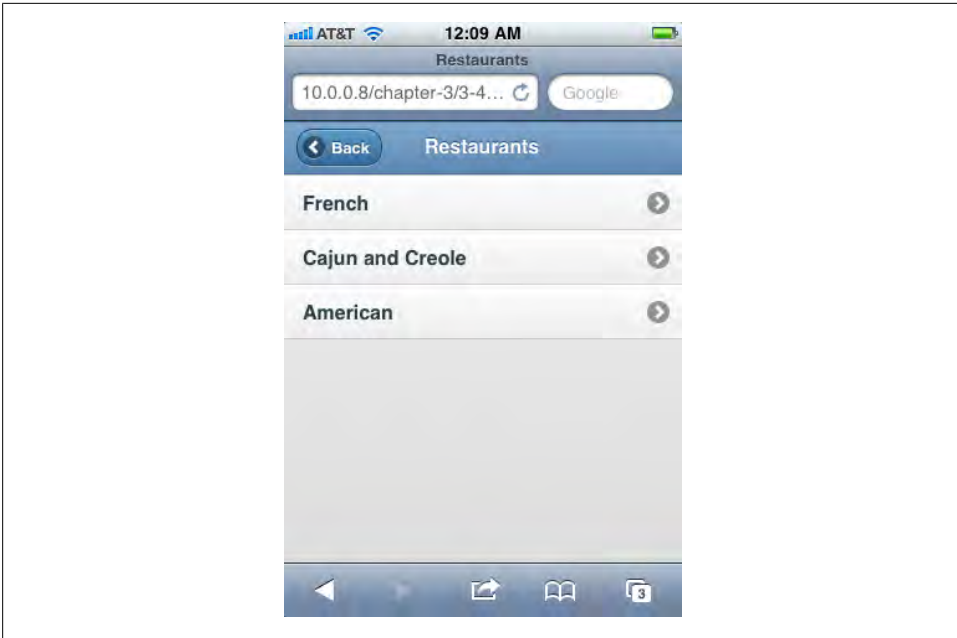 AT&T 12:09 AM
Restaurants
10.0.0.8/chapter-3/3-4... Google
Back Restaurants
French
Cajun and Creole
American
3